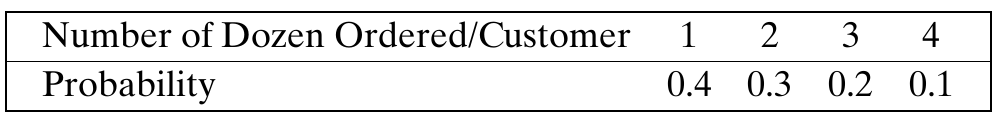 Number of Dozen Ordered/Customer 1 2 3 4
Probability 0.4 0.3 0.2 0.1